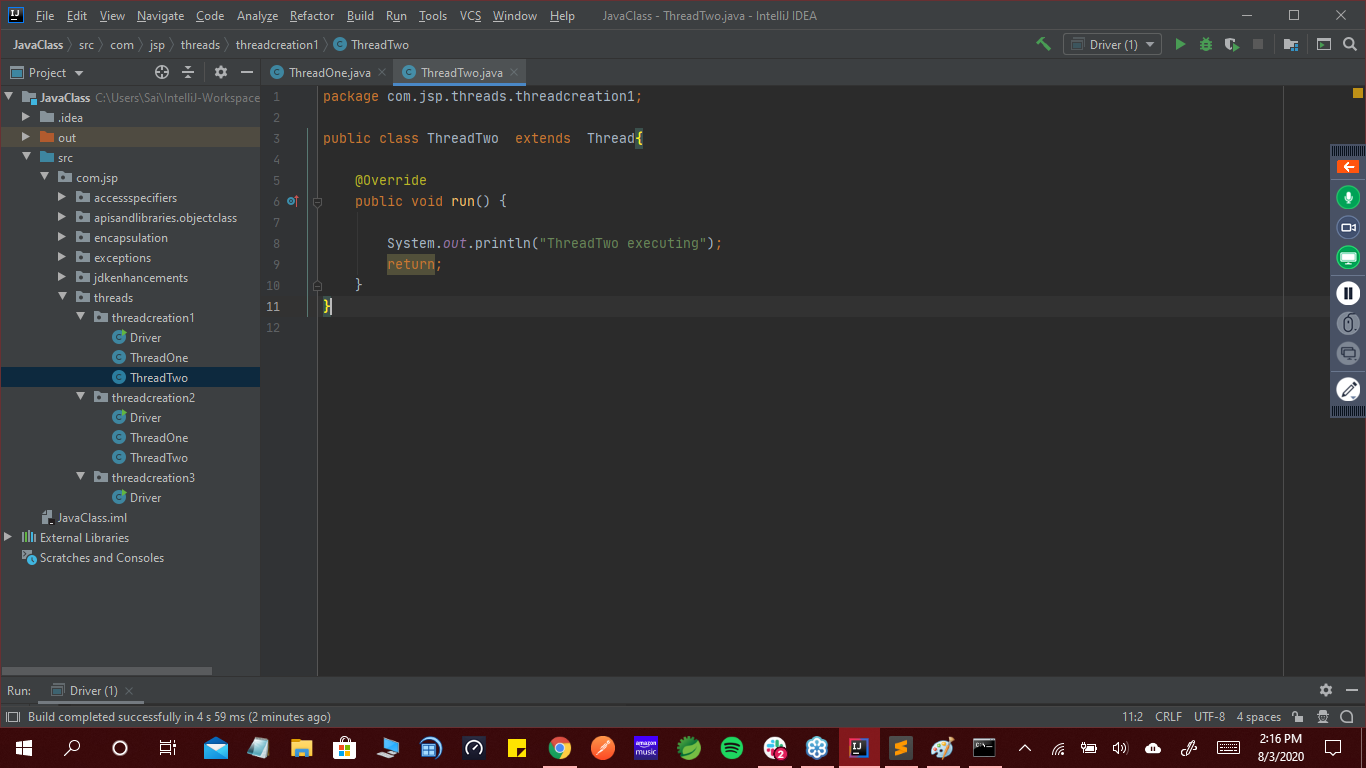 File Edit View Navigate Code Analyze Refactor Build Run Tools VCS Window Help JavaClass - ThreadTwo.java - IntelliJ IDEA
JavaClass src com jsp threads threadcreation1 ThreadTwo Driver (1)
Project ThreadOne.java ThreadTwo.java
JavaClass C:\Users\Sai\IntelliJ-Workspace
.idea
out
src
com.jsp
accessspecifiers
apisandlibraries.objectclass
encapsulation
exceptions
jdkenhancements
threads
threadcreation1
Driver
ThreadOne
ThreadTwo
threadcreation2
Driver
ThreadOne
ThreadTwo
threadcreation3
Driver
JavaClass.iml
External Libraries
Scratches and Consoles
1 package com.jsp.threads.threadcreation1;
2
3 public class ThreadTwo  extends  Thread{
4
5     @Override
6     public void run() {
7
8         System.out.println("ThreadTwo executing");
9         return;
10     }
11 }
12
Run: Driver (1)
Build completed successfully in 4 s 59 ms (2 minutes ago) 11:2 CRLF UTF-8 4 spaces
amazon music
2
IJ
C:\.
2:16 PM
8/3/2020